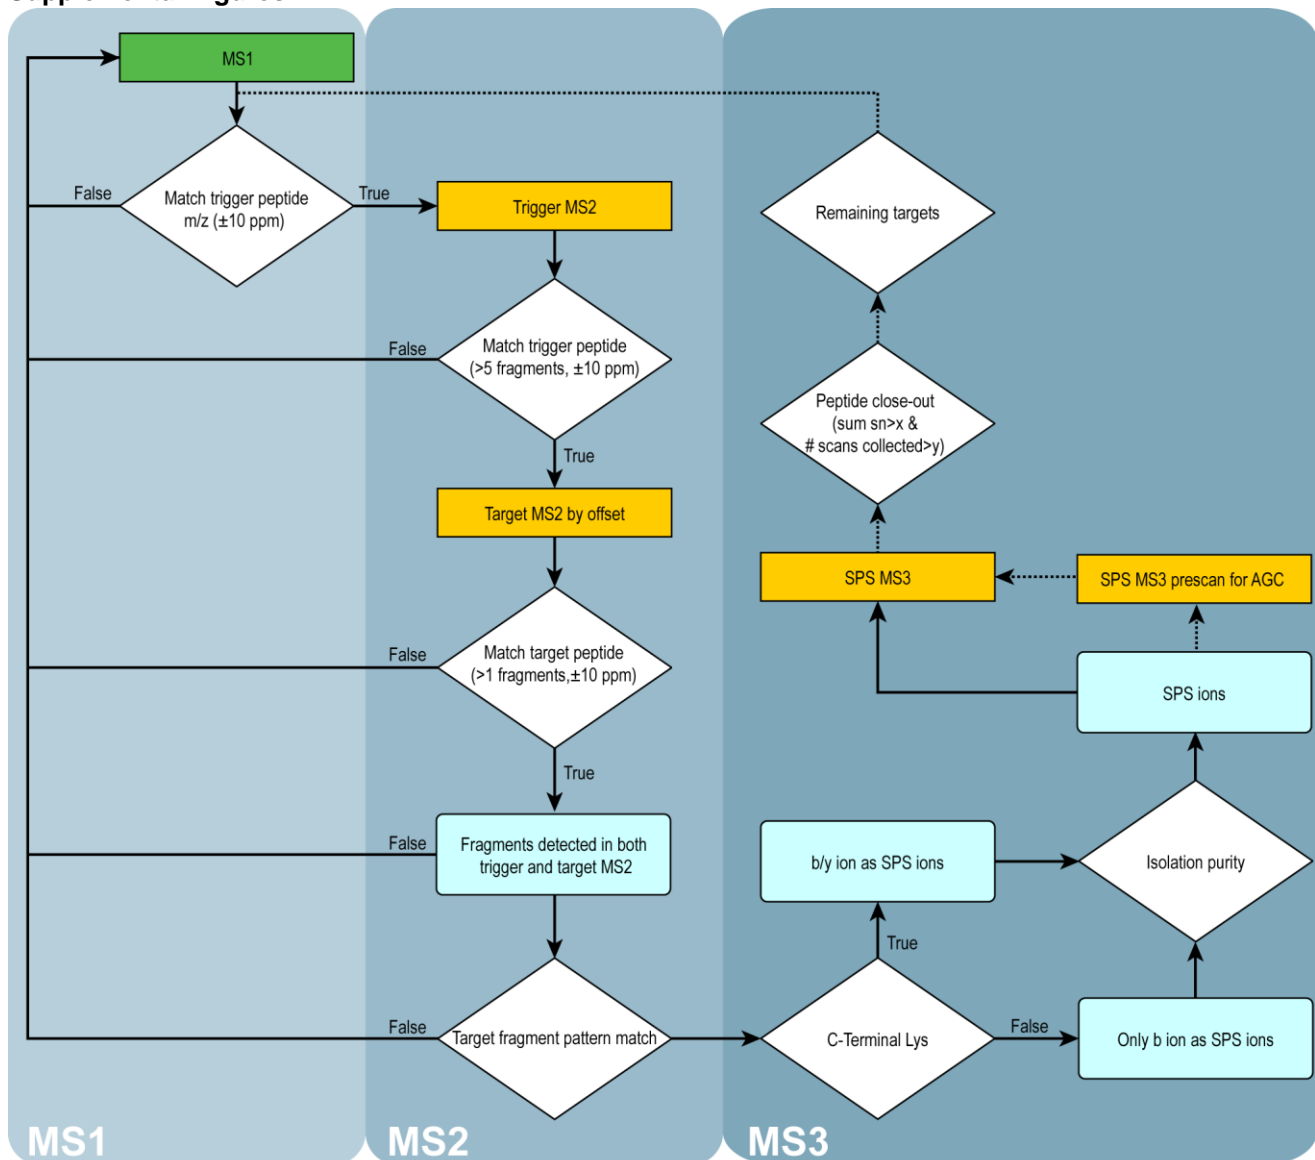 Supplemental Figures
MS1
False
Match trigger peptide
m/z (±10 ppm)
True
Trigger MS2
False
Match trigger peptide
(>5 fragments, ±10 ppm)
True
Target MS2 by offset
False
Match target peptide
(>1 fragments,±10 ppm)
True
False
Fragments detected in both
trigger and target MS2
False
Target fragment pattern match
Remaining targets
Peptide close-out
(sum sn>x &
# scans collected>y)
SPS MS3
SPS MS3 prescan for AGC
SPS ions
b/y ion as SPS ions
Isolation purity
True
C-Terminal Lys
False
Only b ion as SPS ions
MS1
MS2
MS3